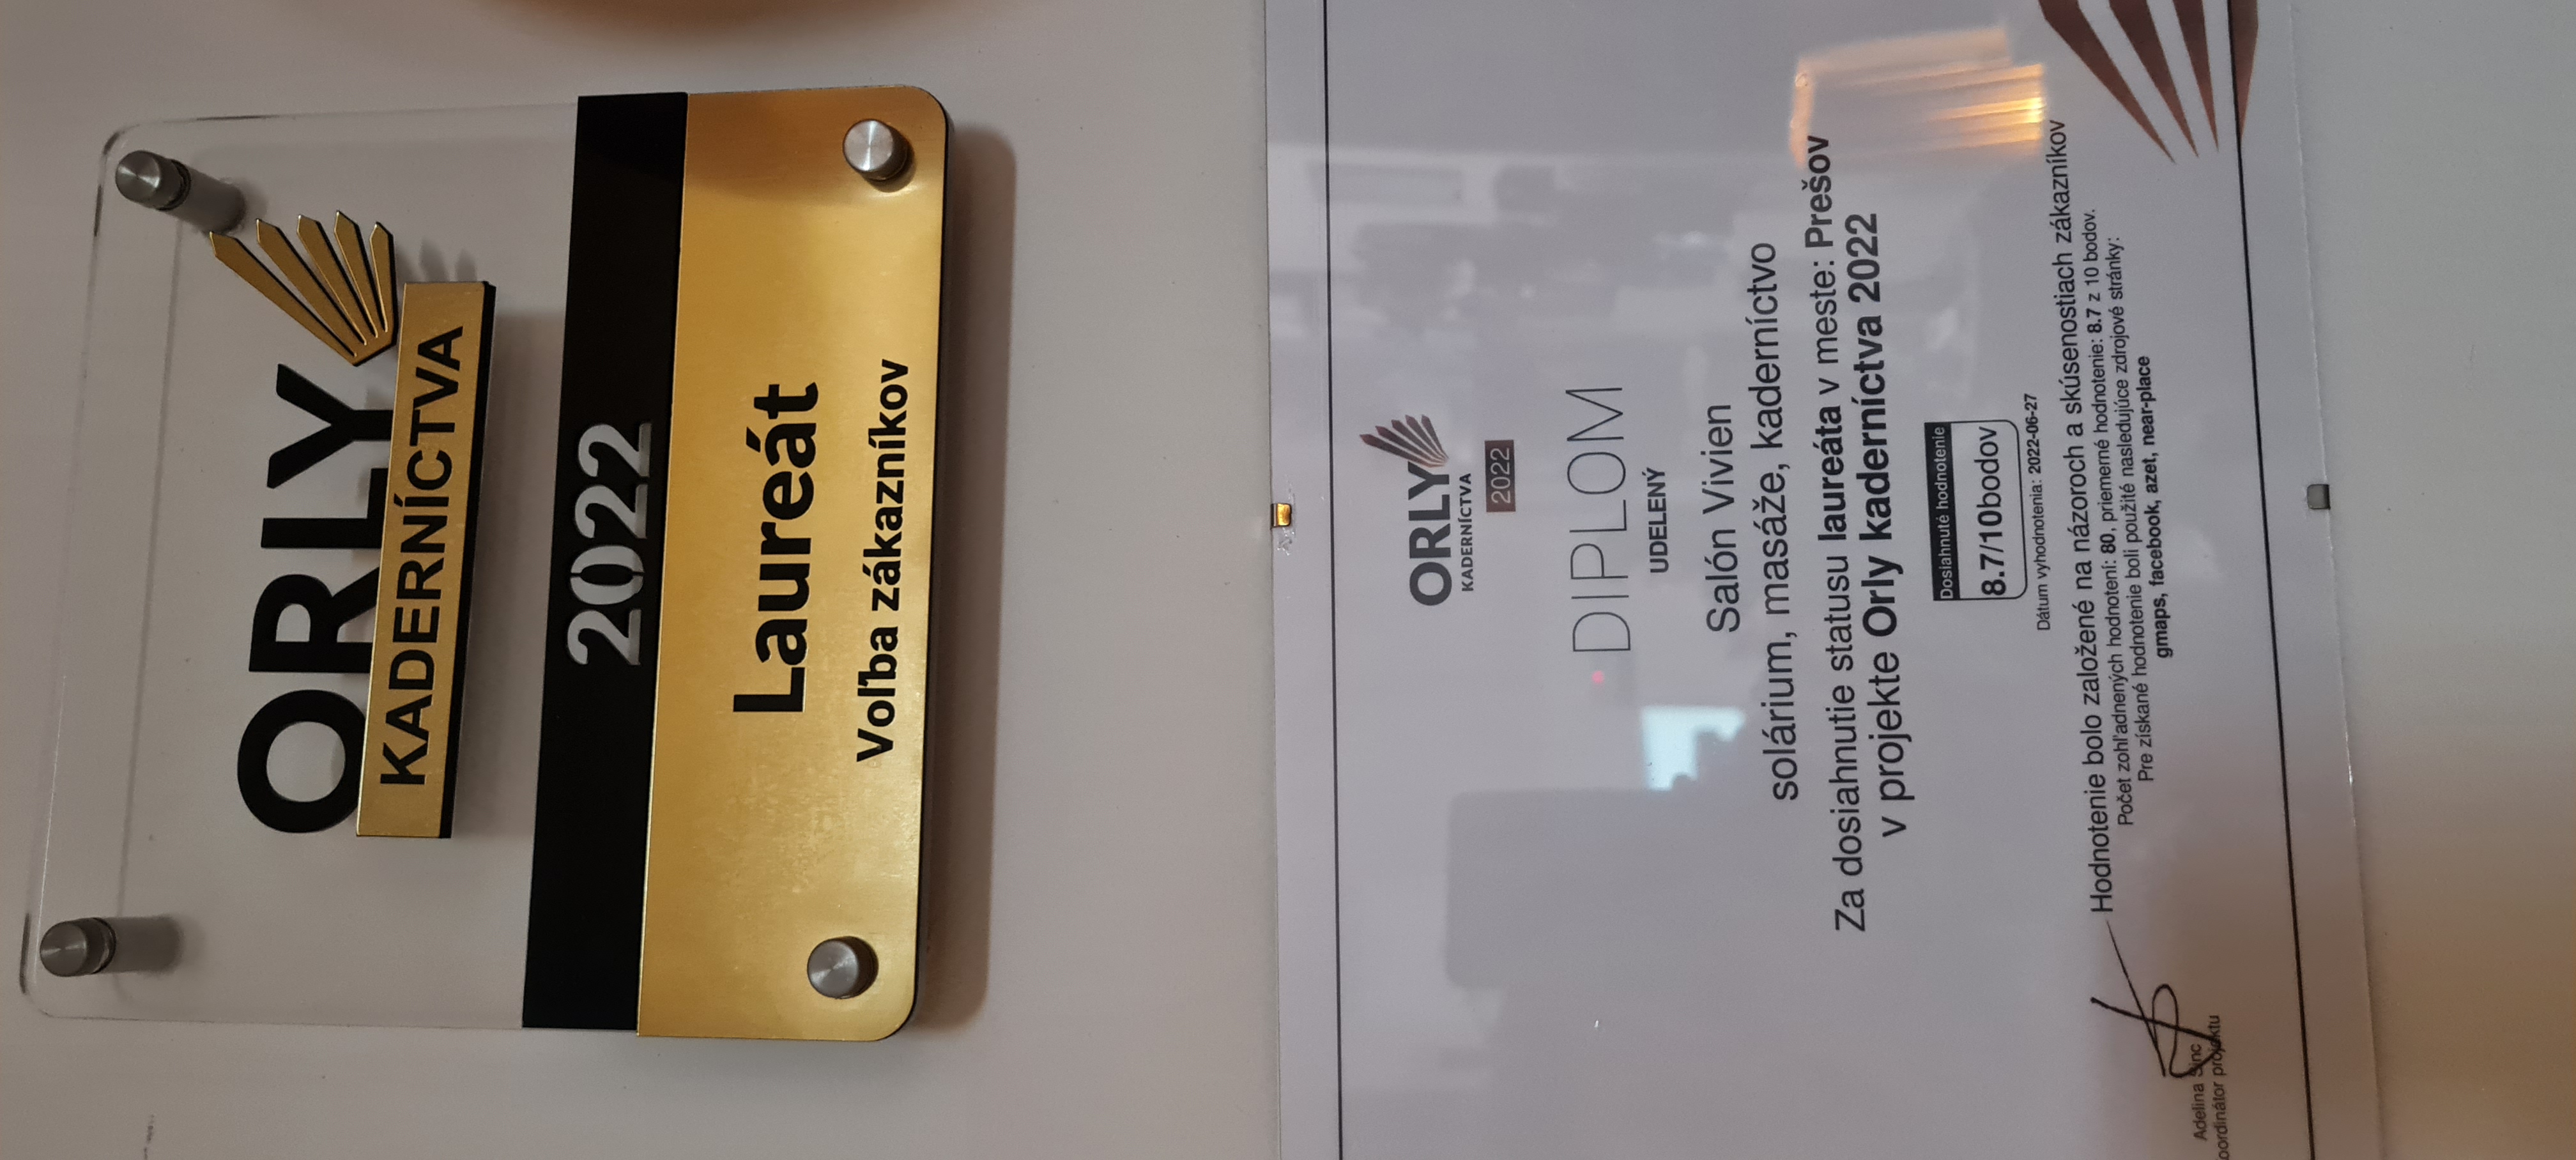 ORLY
KADERNÍCTVA
2022
Laureát
Voľba zákazníkov
ORLY
KADERNÍCTVA
2022
DIPLOM
UDELENÝ
Salón Vivien
solárium, masáže, kaderníctvo
Za dosiahnutie statusu laureáta v meste: Prešov
v projekte Orly kaderníctva 2022
Dosiahnuté hodnotenie
8.7/10bodov
Dátum vyhodnotenia: 2022-06-27
Hodnotenie bolo založené na názoroch a skúsenostiach zákazníkov
Počet zohľadnených hodnotení: 80, priemerné hodnotenie: 8.7 z 10 bodov.
Pre získané hodnotenie boli použité nasledujúce zdrojové stránky:
gmaps, facebook, azet, near-place
Adelina
oordinátor projektu